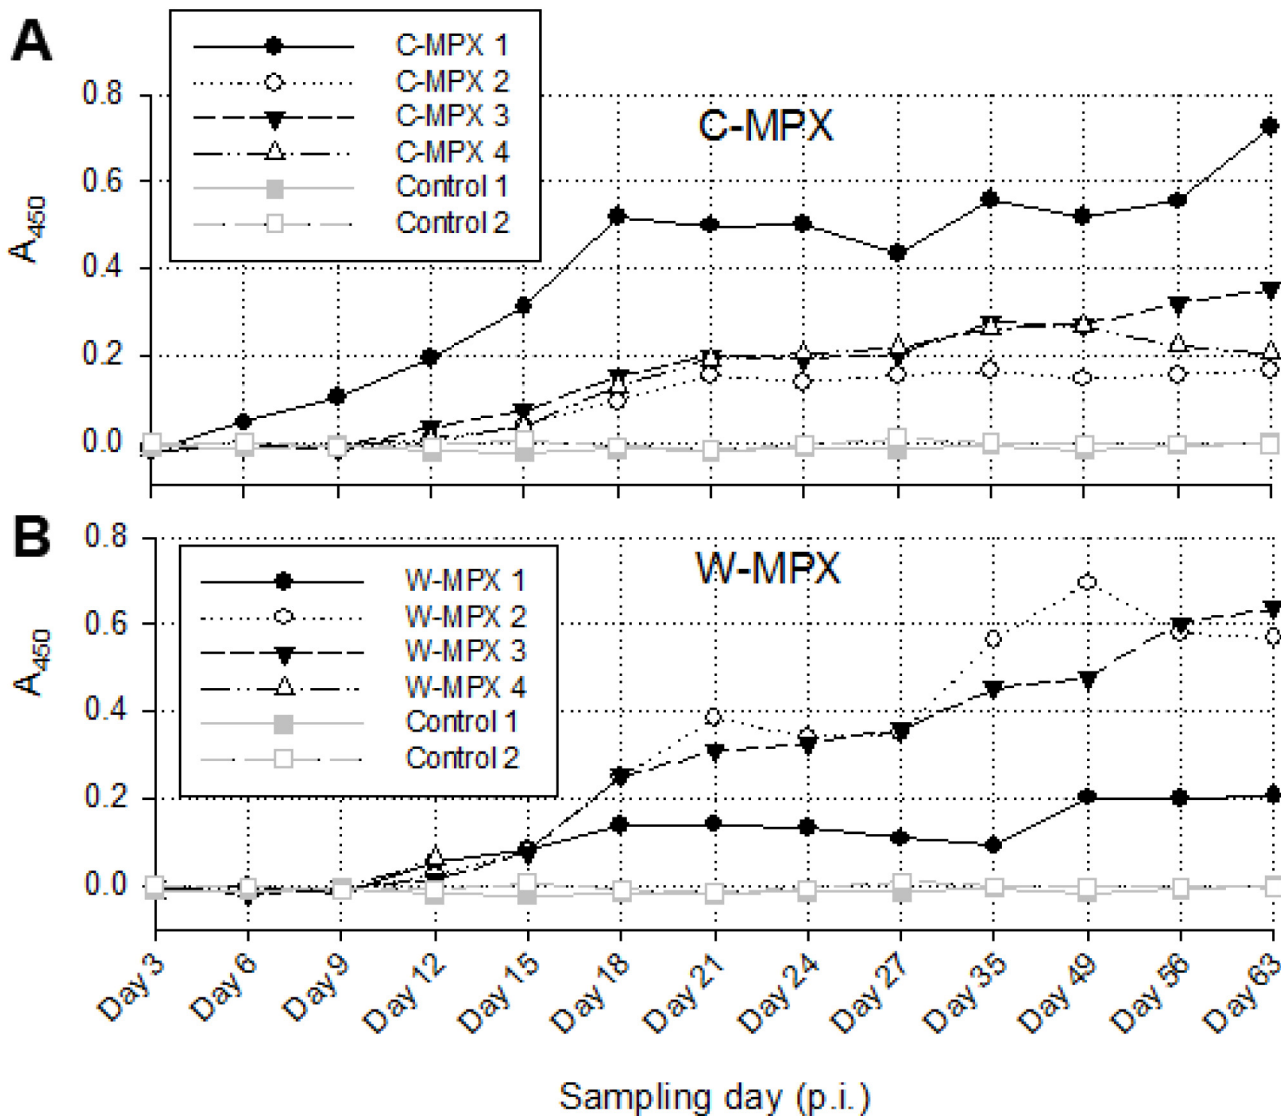 A
C-MPX 1
C-MPX 2
C-MPX 3
C-MPX 4
Control 1
Control 2
C-MPX
0.8
0.6
0.4
0.2
0.0
A450
B
W-MPX 1
W-MPX 2
W-MPX 3
W-MPX 4
Control 1
Control 2
W-MPX
0.8
0.6
0.4
0.2
0.0
A450
Day 3
Day 6
Day 9
Day 12
Day 15
Day 18
Day 21
Day 24
Day 27
Day 35
Day 49
Day 56
Day 63
Sampling day (p.i.)